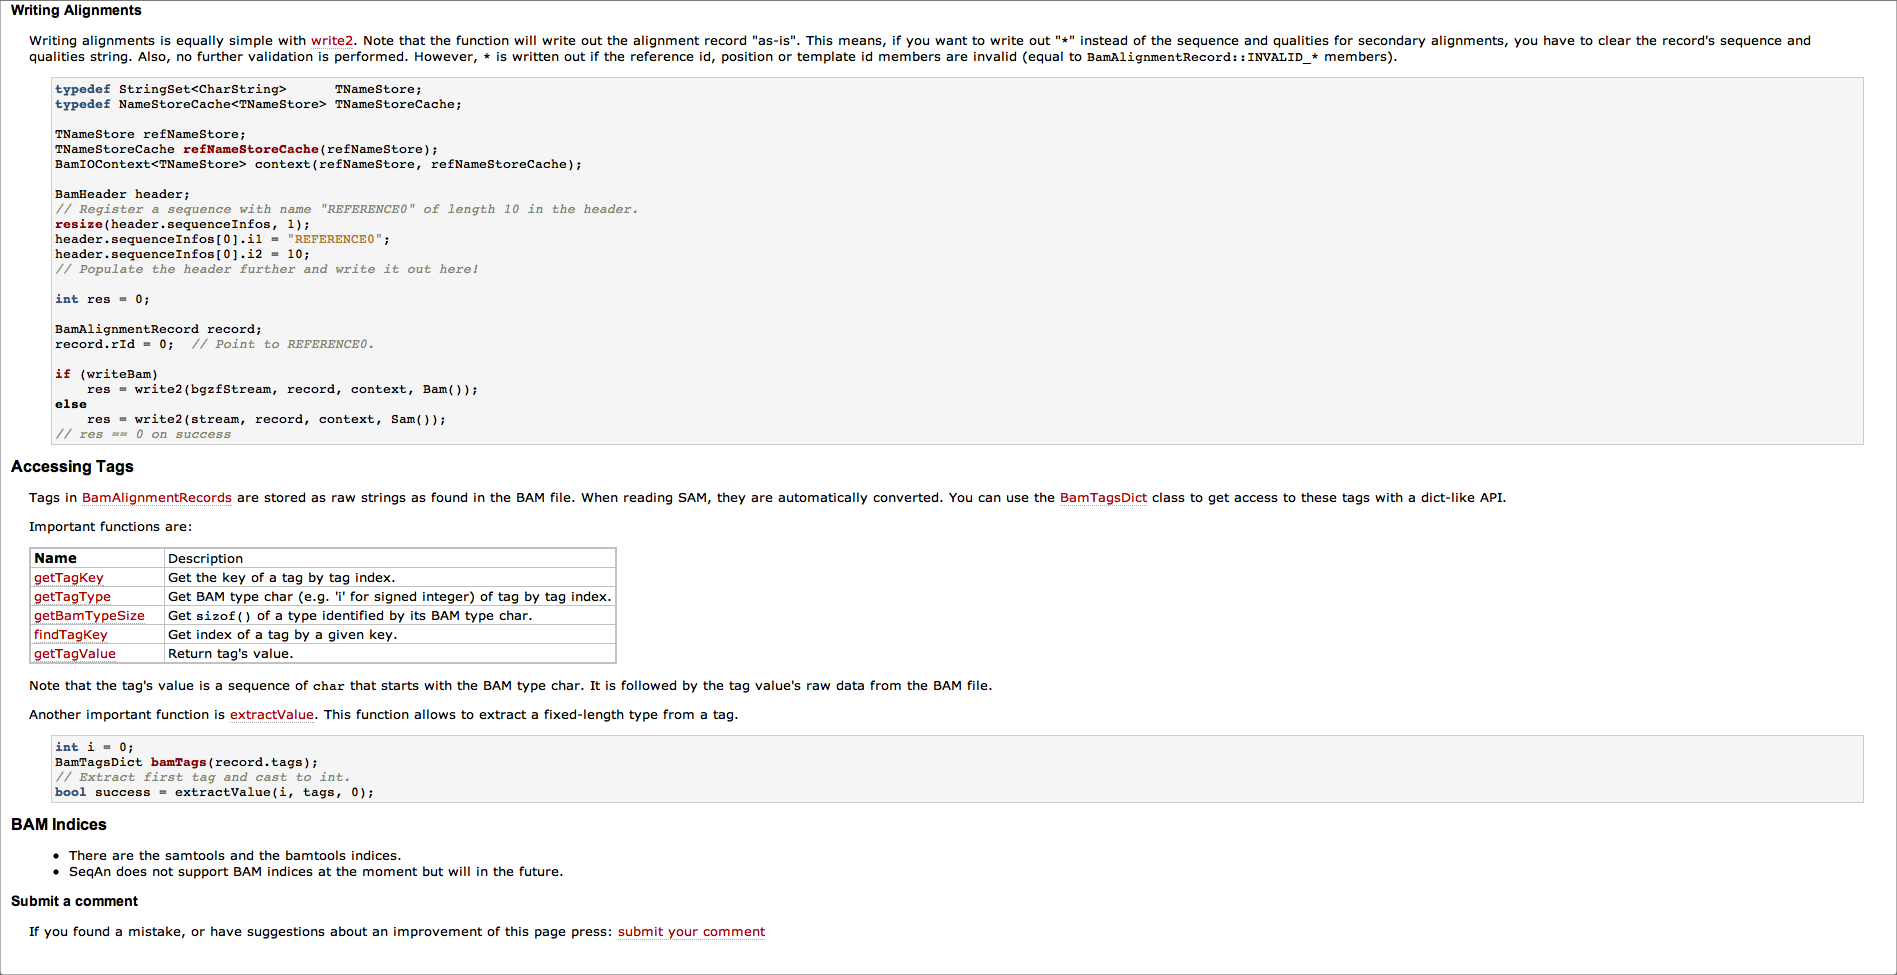 Writing Alignments
Writing alignments is equally simple with write2. Note that the function will write out the alignment record "as-is". This means, if you want to write out "*" instead of the sequence and qualities for secondary alignments, you have to clear the record's sequence and
qualities string. Also, no further validation is performed. However, * is written out if the reference id, position or template id members are invalid (equal to BamAlignmentRecord::INVALID_* members).
typedef StringSet<CharString>      TNameStore;
typedef NameStoreCache<TNameStore> TNameStoreCache;
TNameStore refNameStore;
TNameStoreCache refNameStoreCache(refNameStore);
BamIOContext<TNameStore> context(refNameStore, refNameStoreCache);
BamHeader header;
// Register a sequence with name "REFERENCE0" of length 10 in the header.
resize(header.sequenceInfos, 1);
header.sequenceInfos[0].i1 = "REFERENCE0";
header.sequenceInfos[0].i2 = 10;
// Populate the header further and write it out here!
int res = 0;
BamAlignmentRecord record;
record.rId = 0;  // Point to REFERENCE0.
if (writeBam)
    res = write2(bgzfStream, record, context, Bam());
else
    res = write2(stream, record, context, Sam());
// res == 0 on success
Accessing Tags
Tags in BamAlignmentRecords are stored as raw strings as found in the BAM file. When reading SAM, they are automatically converted. You can use the BamTagsDict class to get access to these tags with a dict-like API.
Important functions are:
Name Description
getTagKey Get the key of a tag by tag index.
getTagType Get BAM type char (e.g. 'i' for signed integer) of tag by tag index.
getBamTypeSize Get sizof() of a type identified by its BAM type char.
findTagKey Get index of a tag by a given key.
getTagValue Return tag's value.
Note that the tag's value is a sequence of char that starts with the BAM type char. It is followed by the tag value's raw data from the BAM file.
Another important function is extractValue. This function allows to extract a fixed-length type from a tag.
int i = 0;
BamTagsDict bamTags(record.tags);
// Extract first tag and cast to int.
bool success = extractValue(i, tags, 0);
BAM Indices
• There are the samtools and the bamtools indices.
• SeqAn does not support BAM indices at the moment but will in the future.
Submit a comment
If you found a mistake, or have suggestions about an improvement of this page press: submit your comment